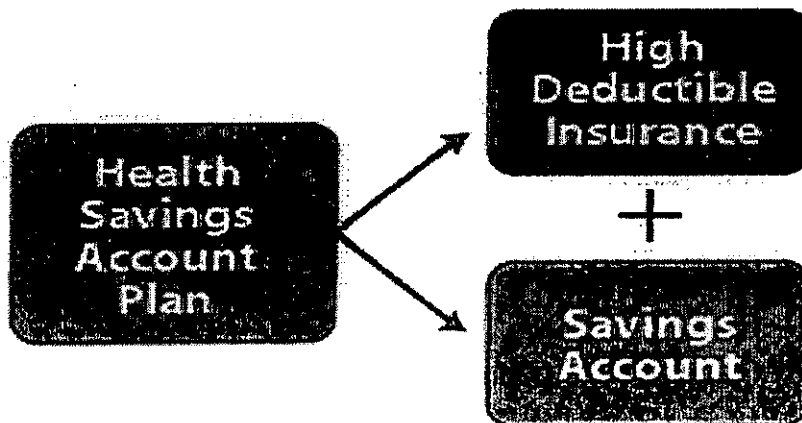 Health
Savings
Account
Plan
High
Deductible
Insurance
+
Savings
Account